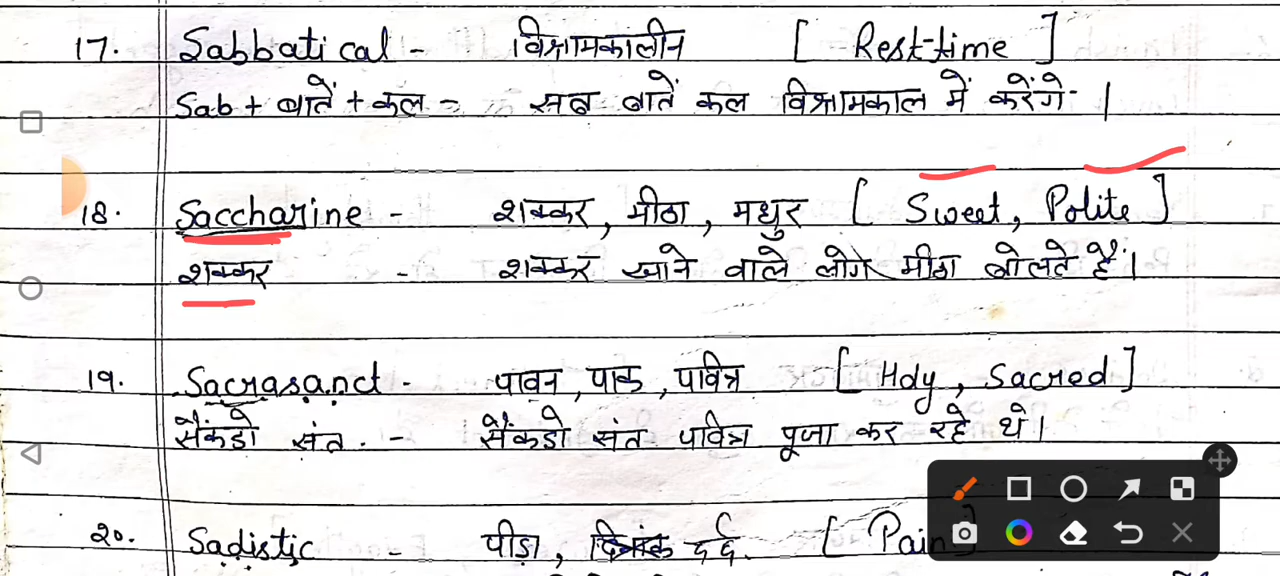 17. Sabbatical - विश्रामकालीन [ Rest-time ]
Sab + बातें + कल - सब बातें कल विश्रामकाल में करेंगे ।
18. Saccharine - शक्कर, मीठा, मधुर [ Sweet, Polite ]
शक्कर - शक्कर खाने वाले लोग मीठा बोलते हैं।
19. Sacrasanct - पावन, पाक, पवित्र [ Holy, Sacred ]
सैंकडो संत. - सैंकडो संत पवित्र पूजा कर रहे थे।
20. Sadistic - पीड़ा, दर्द. [ Pain ]